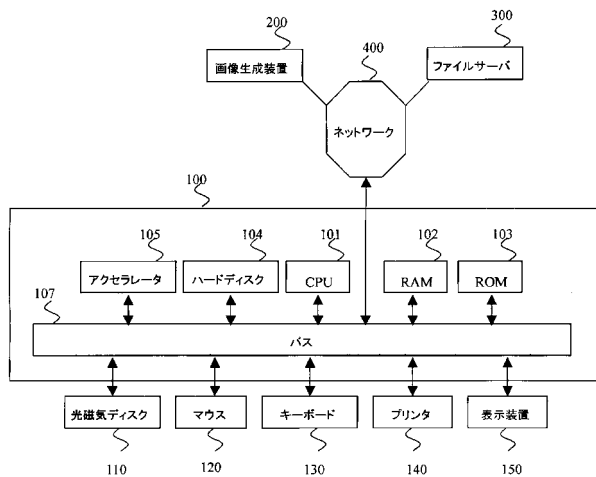 200
300
画像生成装置
400
ファイルサーバ
ネットワーク
100
105
104
101
102
103
アクセラレータ
ハードディスク
CPU
RAM
ROM
107
バス
光磁気ディスク
マウス
キーボード
プリンタ
表示装置
110
120
130
140
150